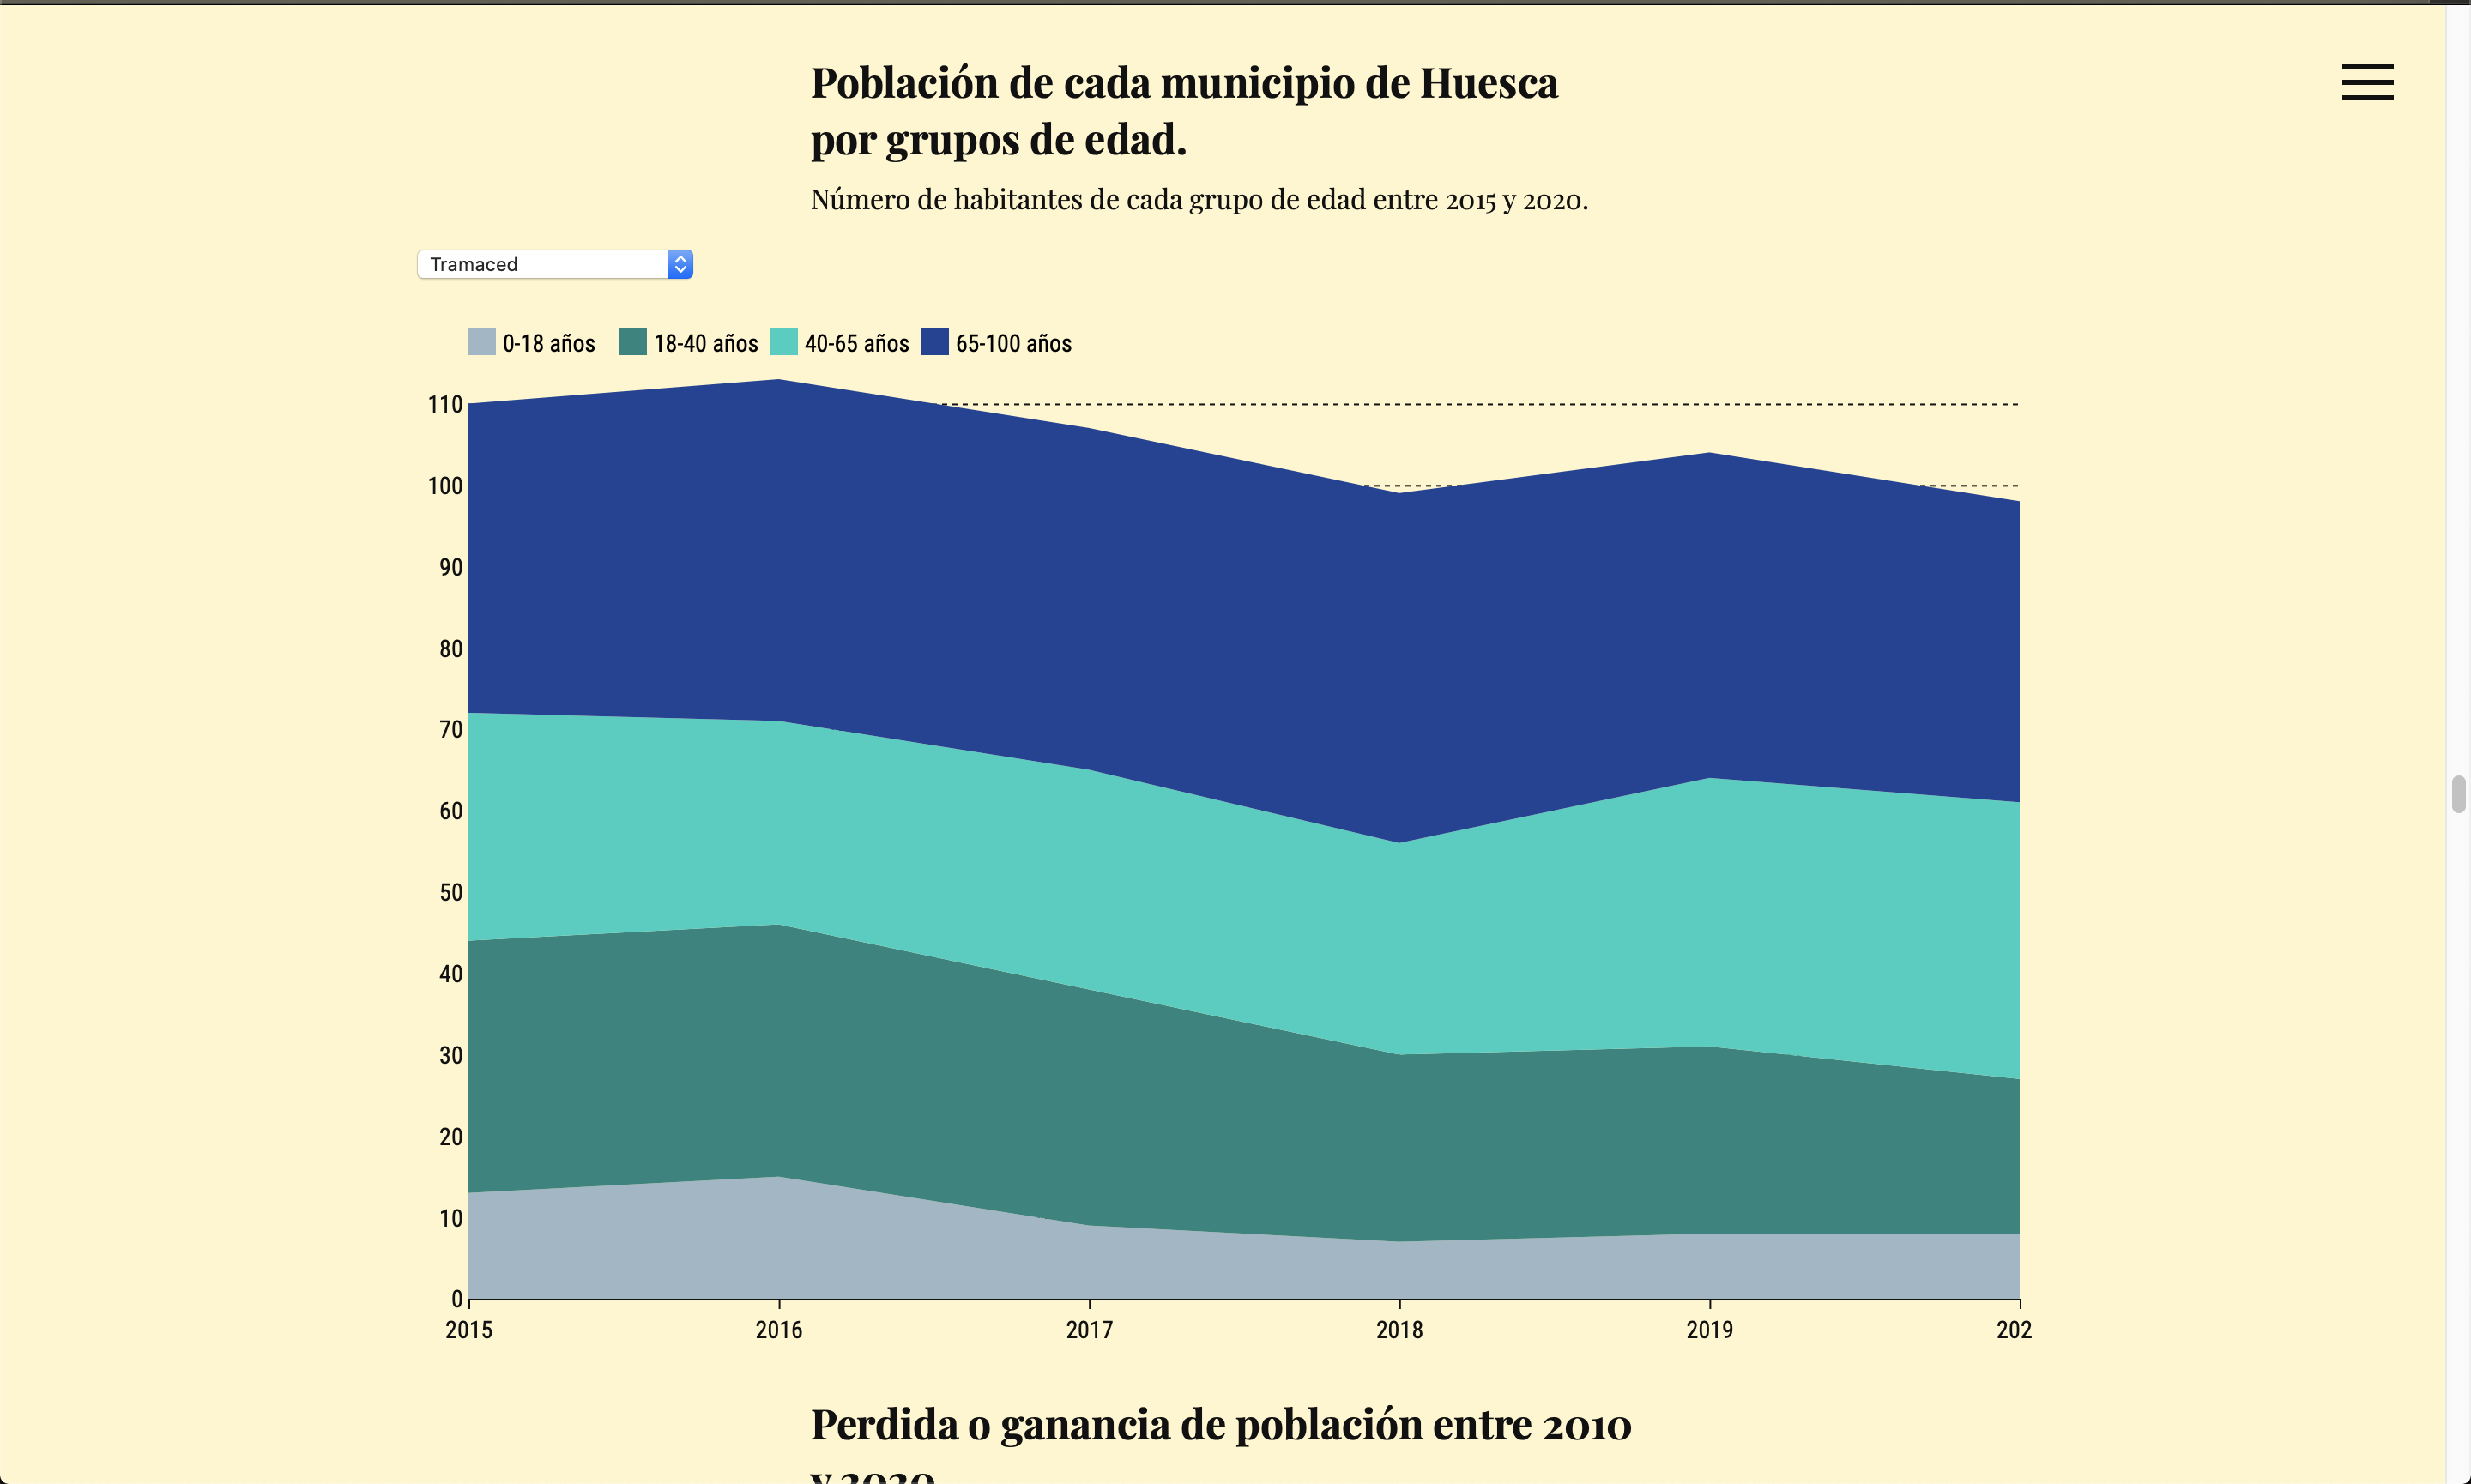 Población de cada municipio de Huesca
por grupos de edad.
Número de habitantes de cada grupo de edad entre 2015 y 2020.
Tramaced
0-18 años 18-40 años 40-65 años 65-100 años
110
100
90
80
70
60
50
40
30
20
10
0
2015 2016 2017 2018 2019 202
Perdida o ganancia de población entre 2010
y 2020